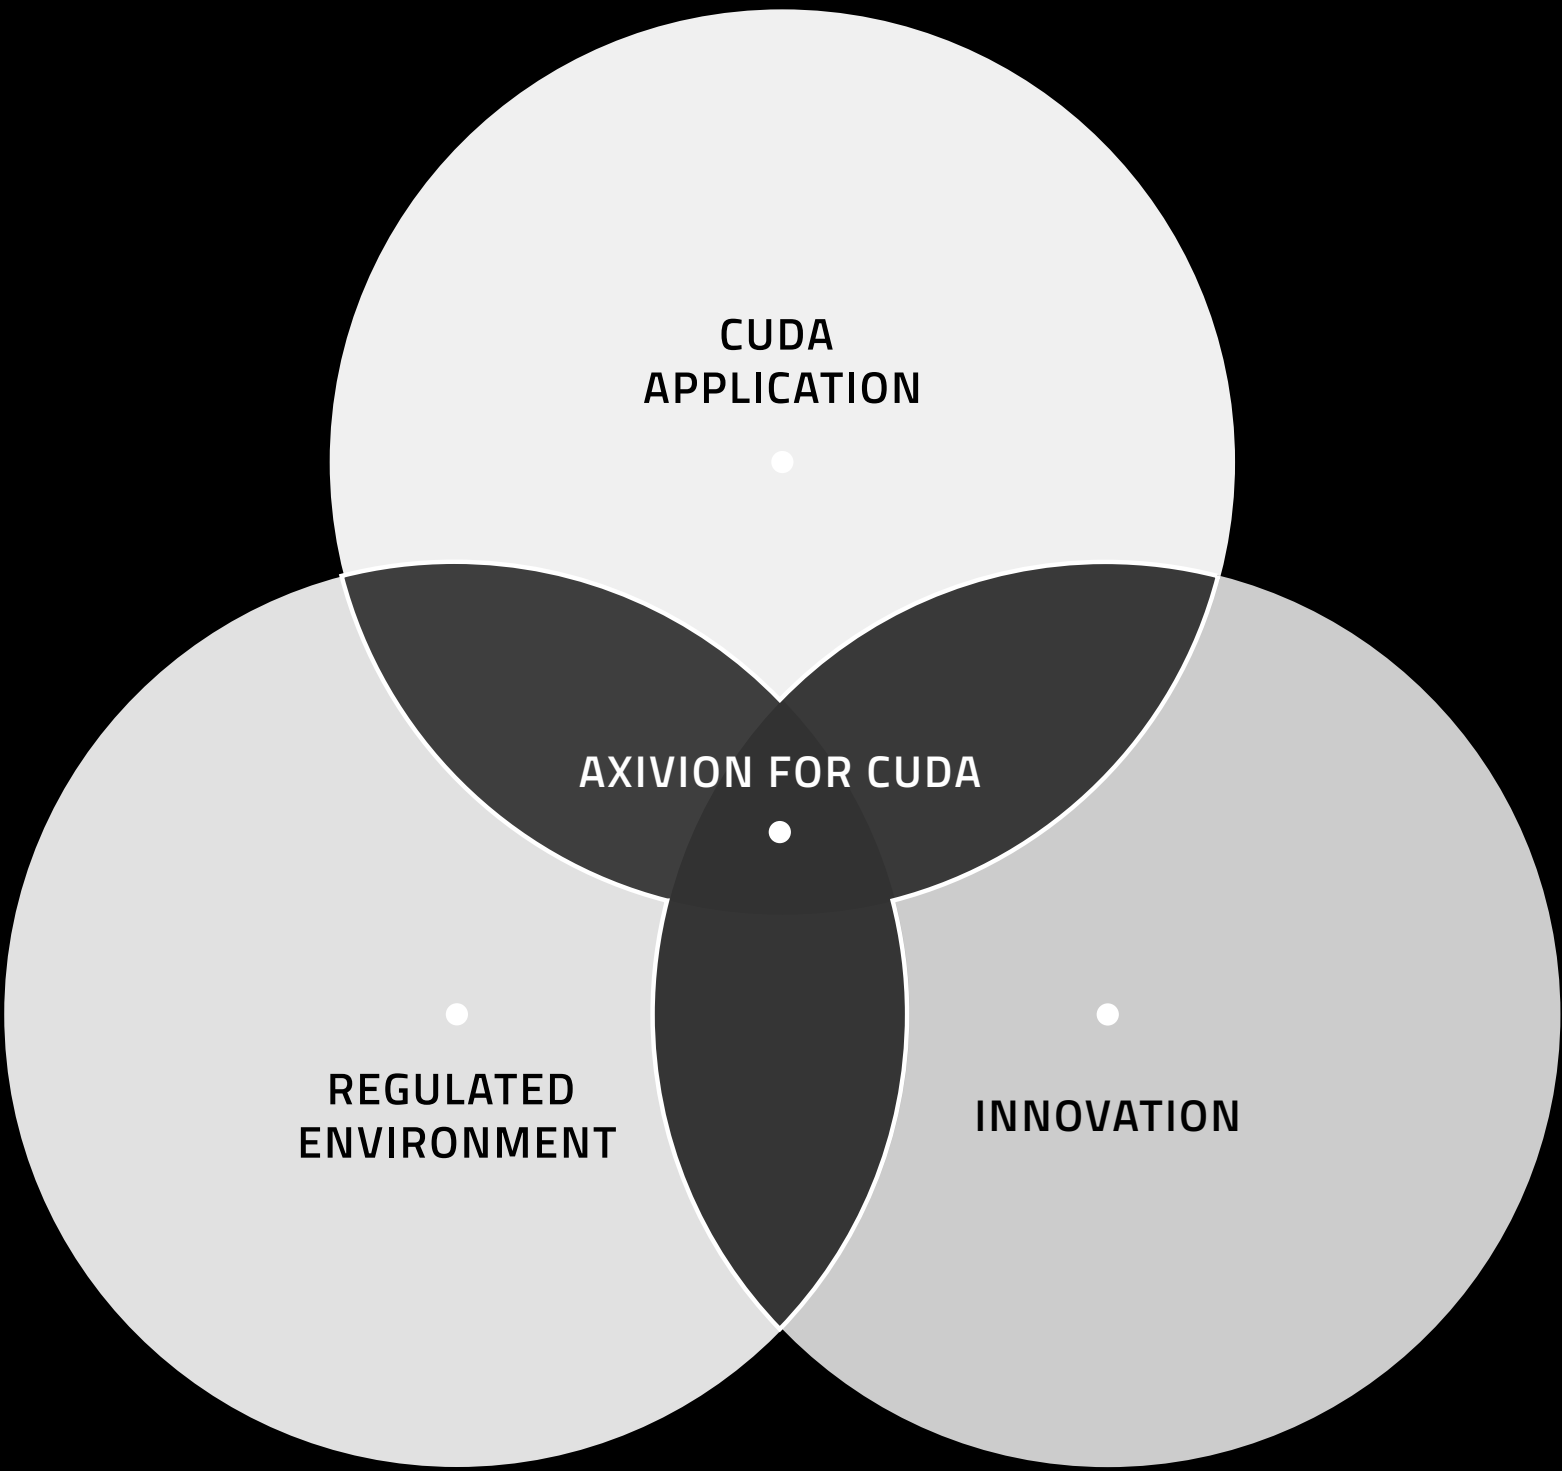 CUDA
APPLICATION
AXIVION FOR CUDA
REGULATED
ENVIRONMENT
INNOVATION